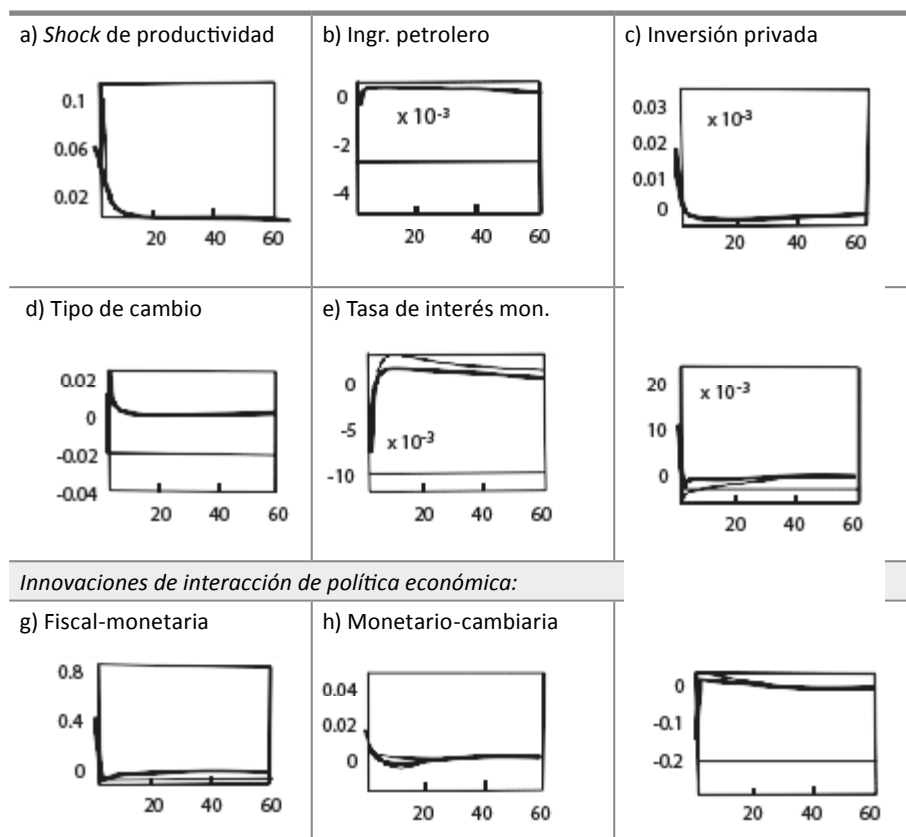 a) Shock de productividad
0.1
0.06
0.02
20 40 60
b) Ingr. petrolero
0
x 10-3
-2
-4
20 40 60
c) Inversión privada
0.03
x 10-3
0.02
0.01
0
20 40 60
d) Tipo de cambio
0.02
0
-0.02
-0.04
20 40 60
e) Tasa de interés mon.
0
-5
x 10-3
-10
20 40 60
20
x 10-3
10
0
20 40 60
Innovaciones de interacción de política económica:
g) Fiscal-monetaria
0.8
0.4
0
20 40 60
h) Monetario-cambiaria
0.04
0.02
0
20 40 60
0
-0.1
-0.2
20 40 60